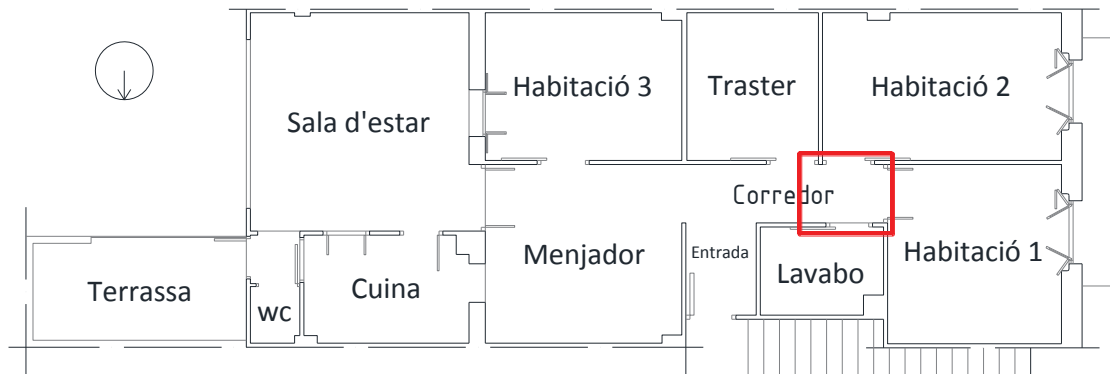 Habitació 3
Traster
Habitació 2
Sala d'estar
Corredor
Habitació 1
Menjador
Entrada
Lavabo
Terrassa
Cuina
wc